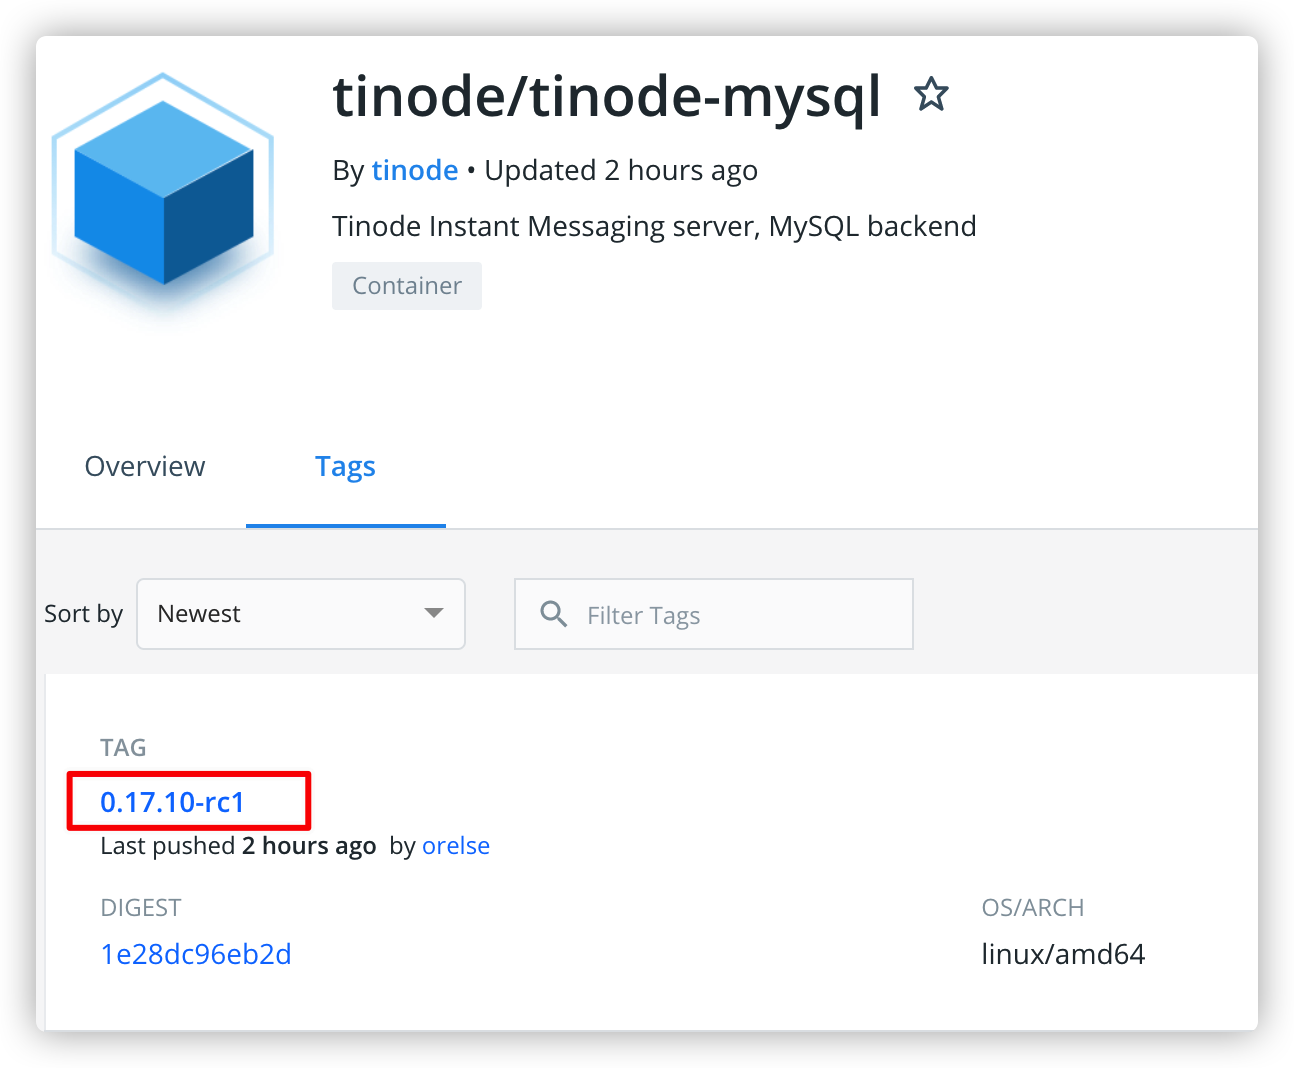 tinode/tinode-mysql
By tinode • Updated 2 hours ago
Tinode Instant Messaging server, MySQL backend
Container
Overview
Tags
Sort by
Newest
Filter Tags
TAG
0.17.10-rc1
Last pushed 2 hours ago by orelse
DIGEST
OS/ARCH
1e28dc96eb2d
linux/amd64